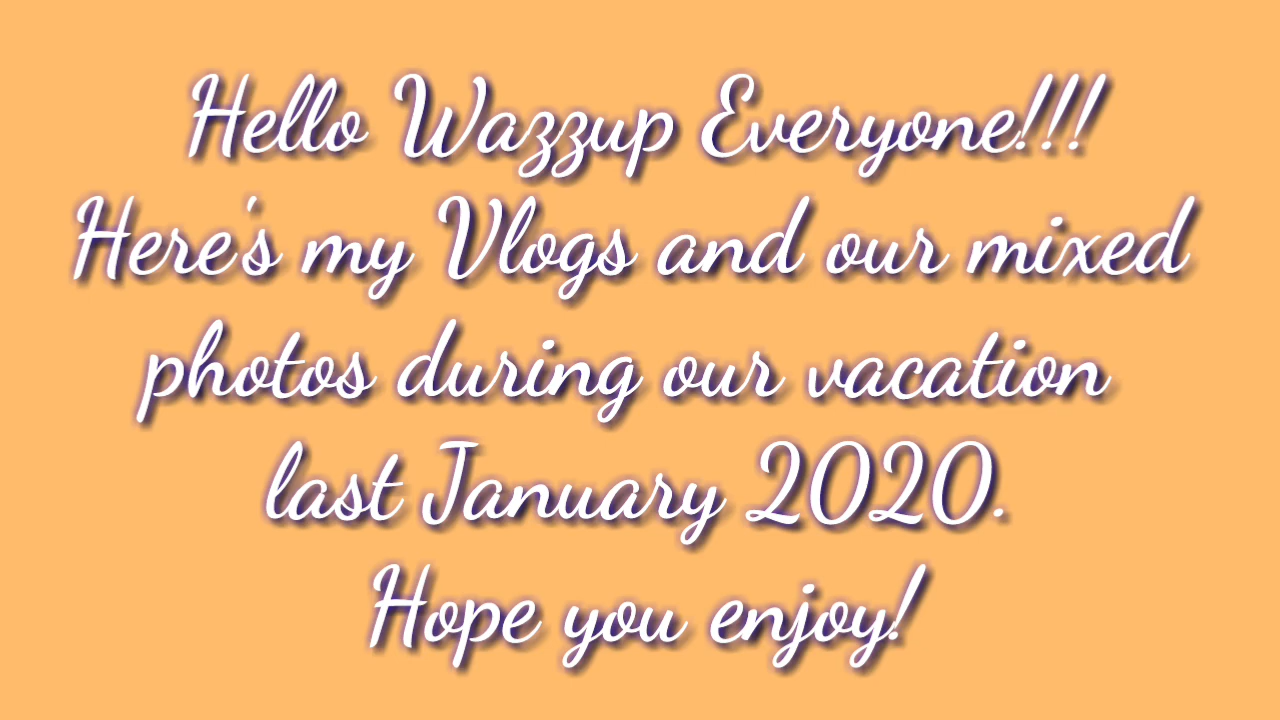 Hello Wazzup Everyone!!!
Here's my Vlogs and our mixed
photos during our vacation
last January 2020.
Hope you enjoy!